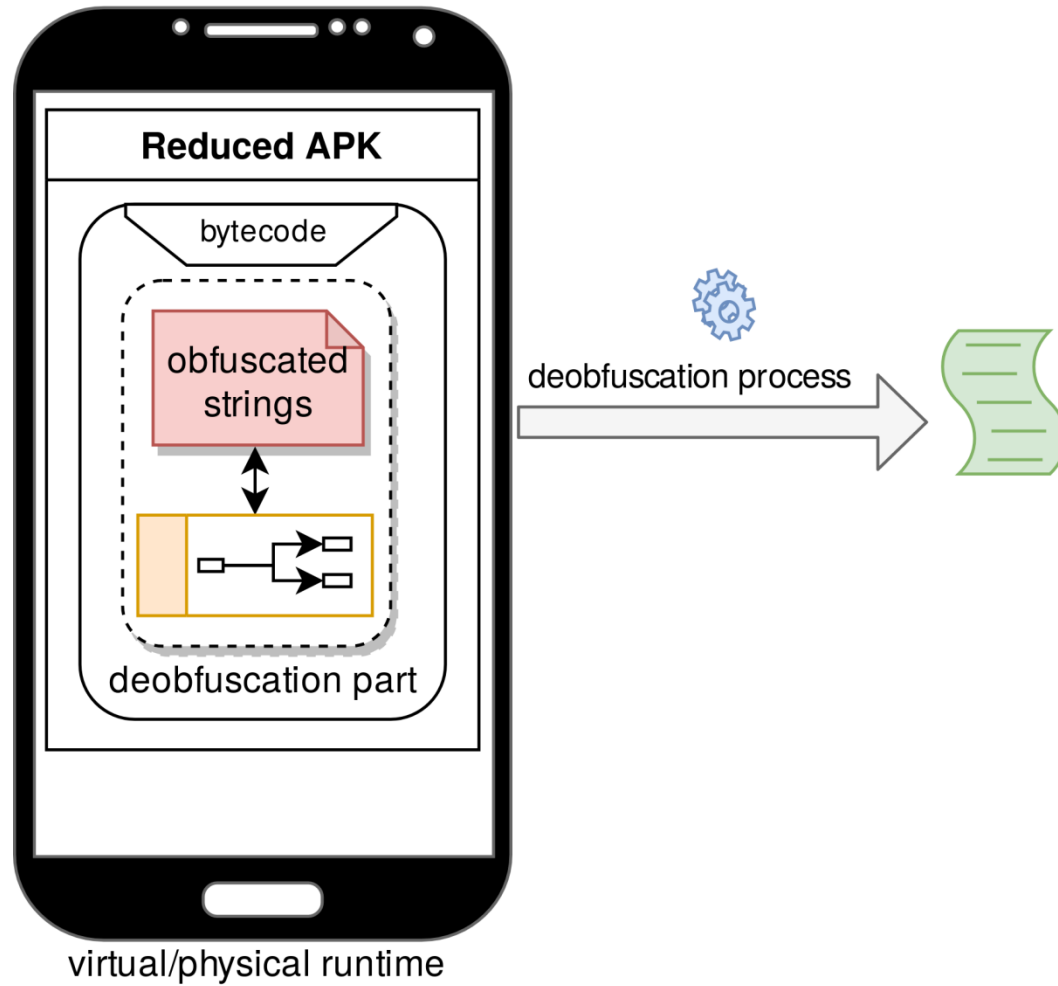 Reduced APK
bytecode
obfuscated
strings
deobfuscation part
deobfuscation process
virtual/physical runtime